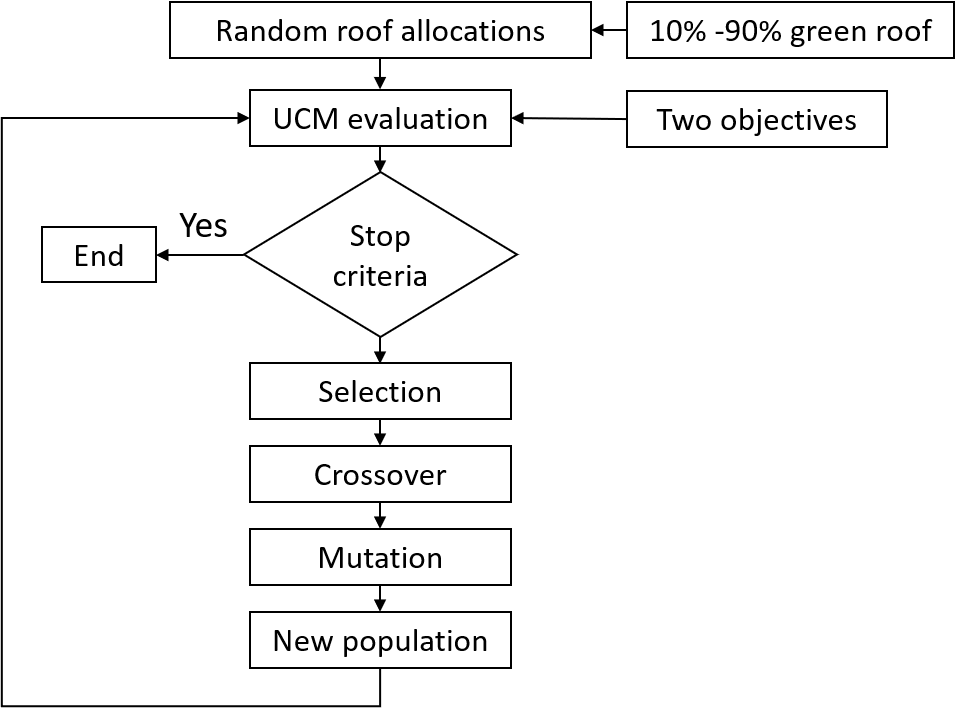 Random roof allocations
10% -90% green roof
UCM evaluation
Two objectives
Yes
End
Stop
criteria
Selection
Crossover
Mutation
New population